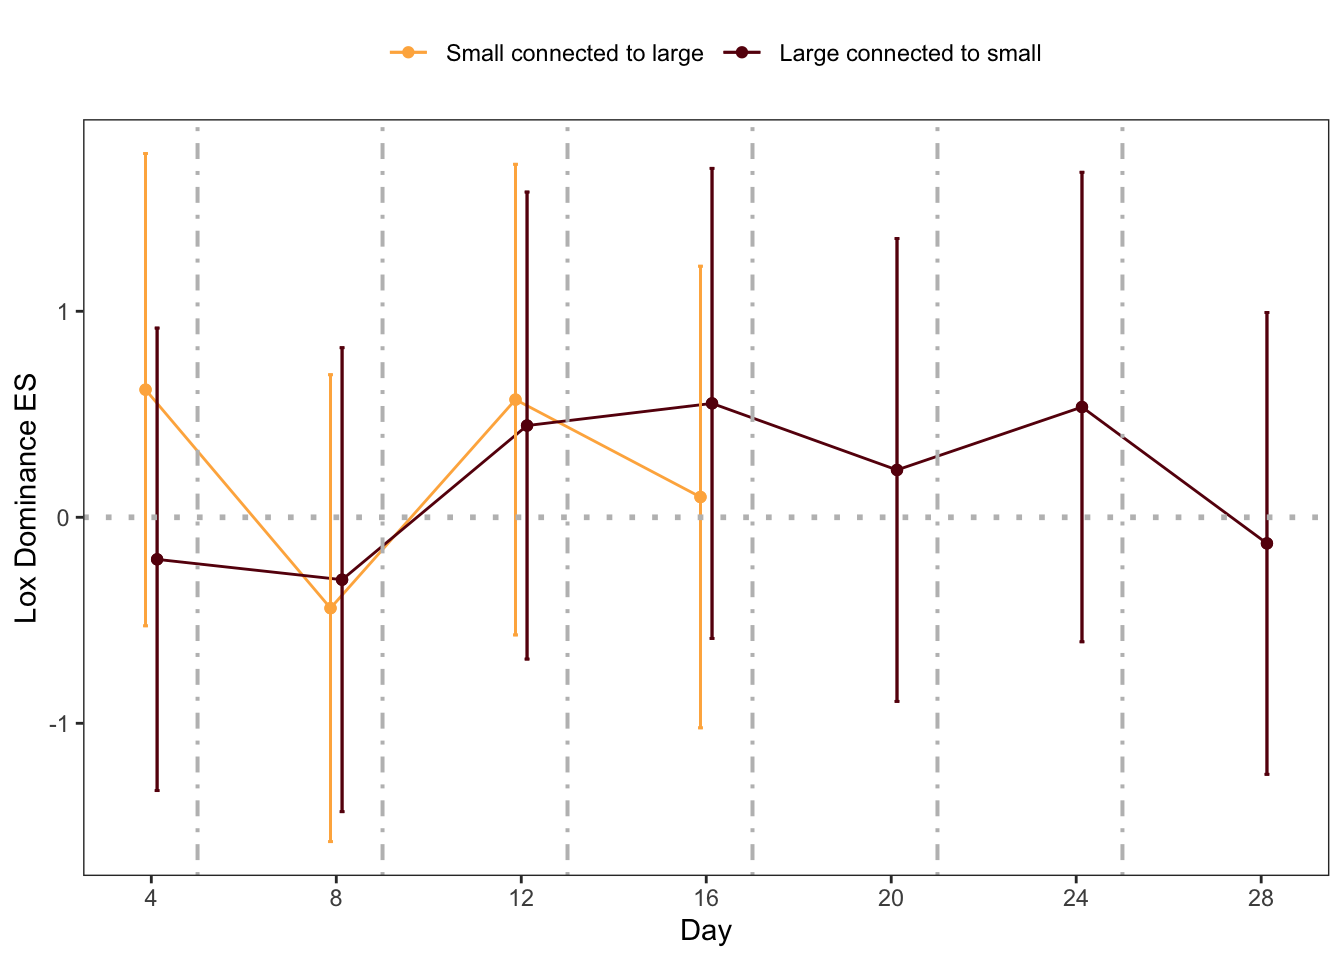 Small connected to large
Large connected to small
Lox Dominance ES
1
0
-1
4
8
12
16
20
24
28
Day